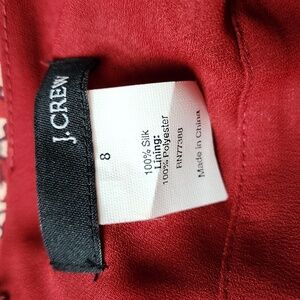 J.CREW
8
100% Silk
Lining:
100% Polyester
RN77388
Made in China